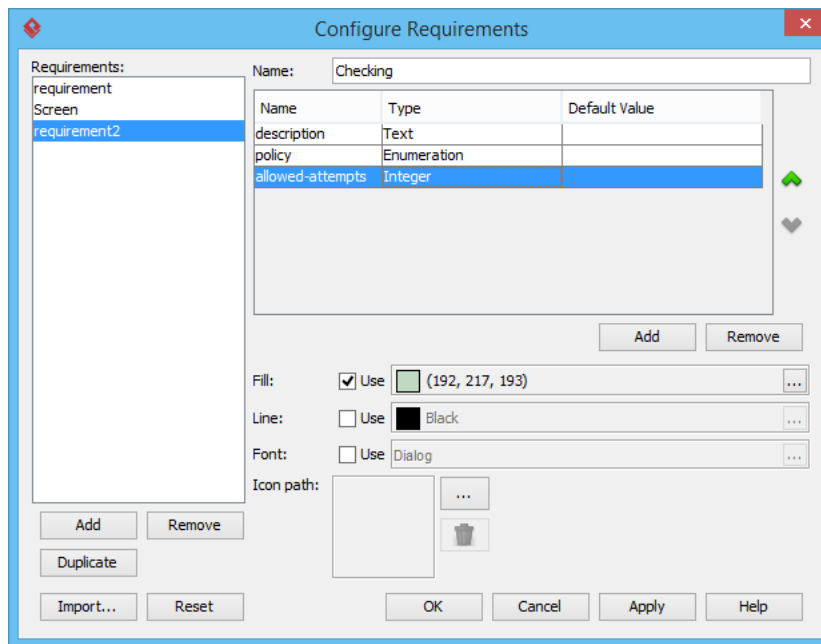 Configure Requirements
Requirements:
requirement
Screen
requirement2
Name: Checking
Name Type Default Value
description Text
policy Enumeration
allowed-attempts Integer
Add Remove
Fill: Use (192, 217, 193) ...
Line: Use Black ...
Font: Use Dialog ...
Icon path: ...
Add Remove
Duplicate
Import... Reset OK Cancel Apply Help